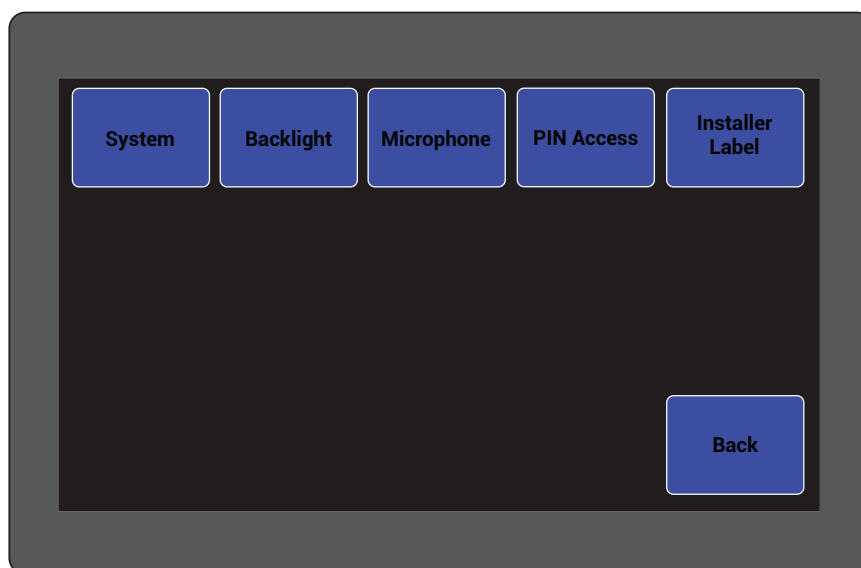 System
Backlight
Microphone
PIN Access
Installer
Label
Back